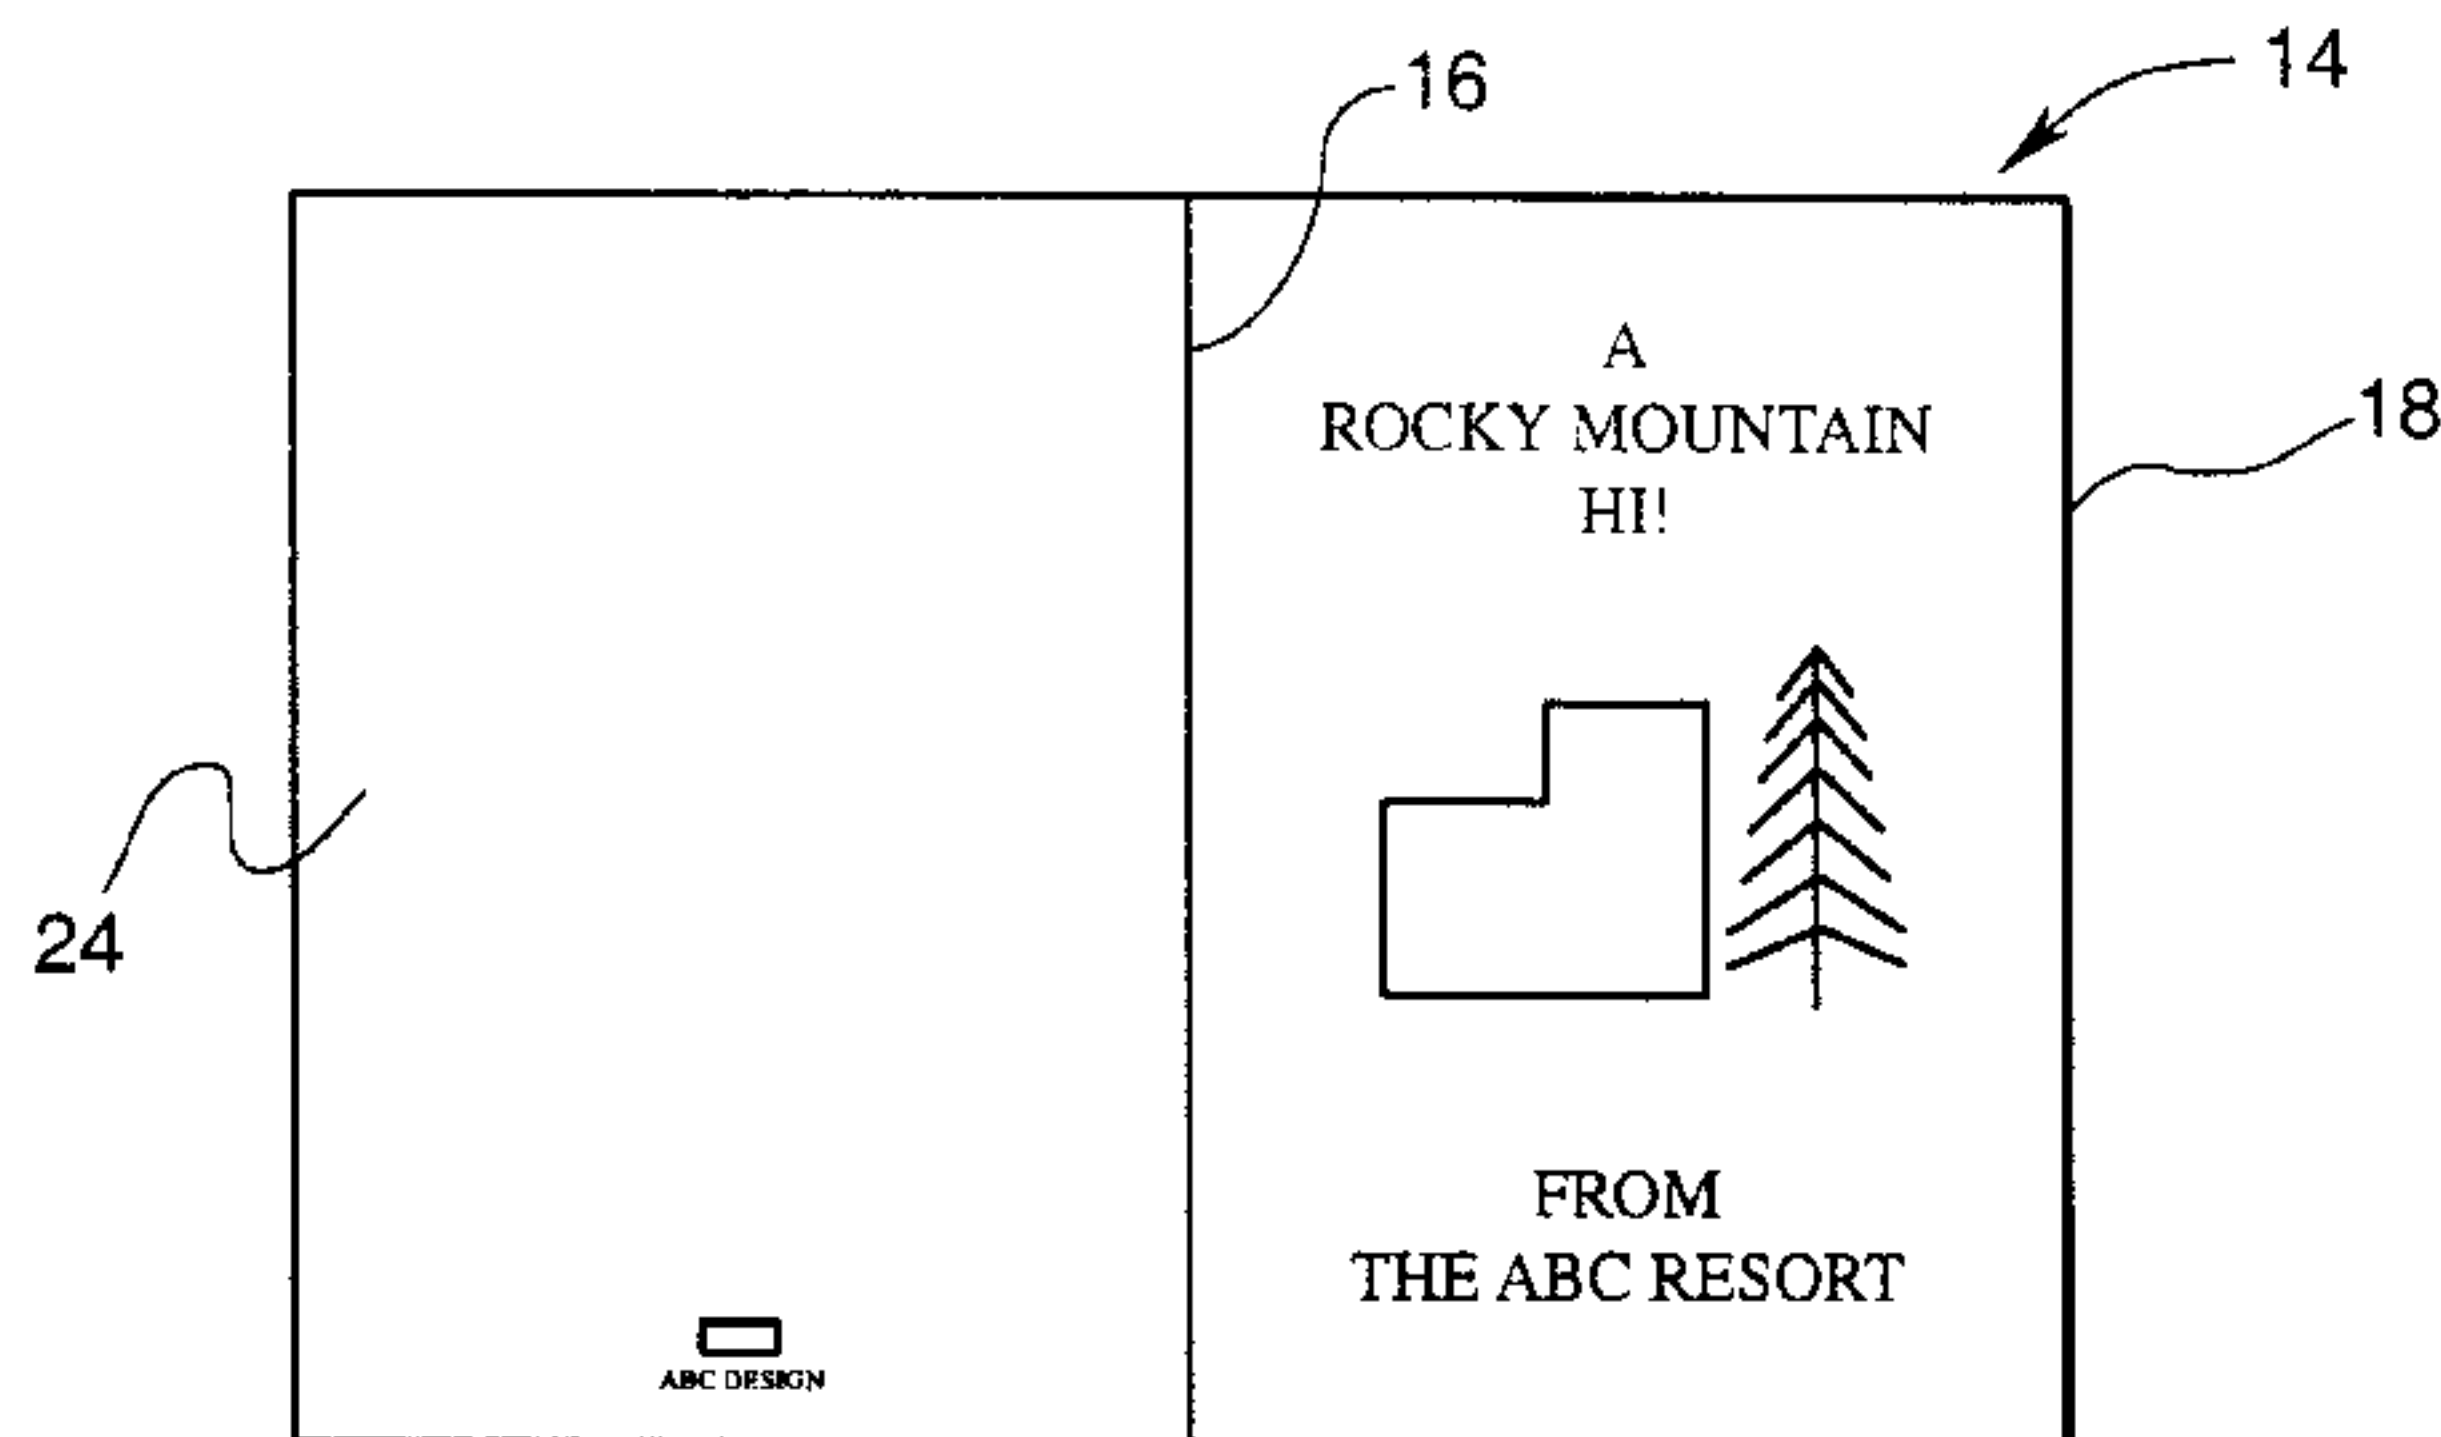 14
16
A
ROCKY MOUNTAIN
HI!
18
24
FROM
THE ABC RESORT
ABC DESIGN